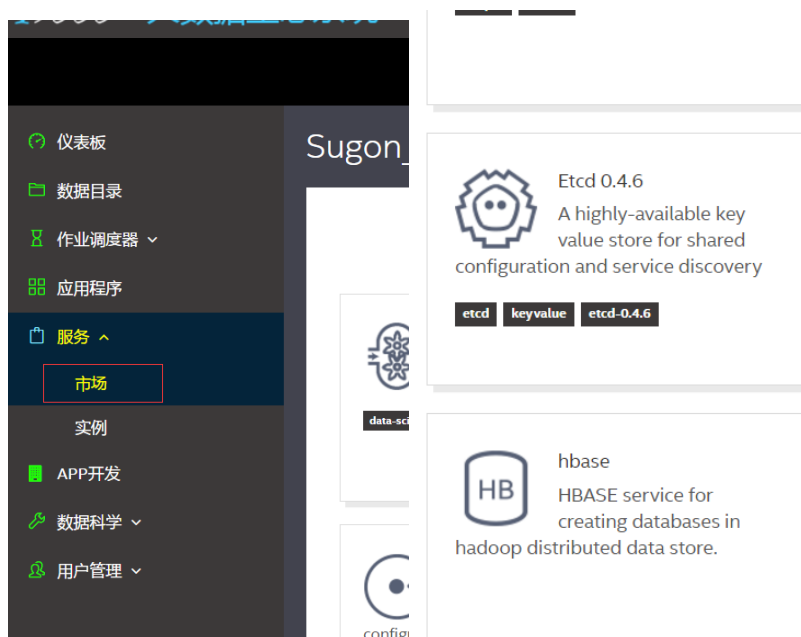 仪表板
数据目录
作业调度器
应用程序
服务
市场
实例
APP开发
数据科学
用户管理
Sugon_
data-sci
config
Etcd 0.4.6
A highly-available key
value store for shared
configuration and service discovery
etcd keyvalue etcd-0.4.6
HB
hbase
HBASE service for
creating databases in
hadoop distributed data store.